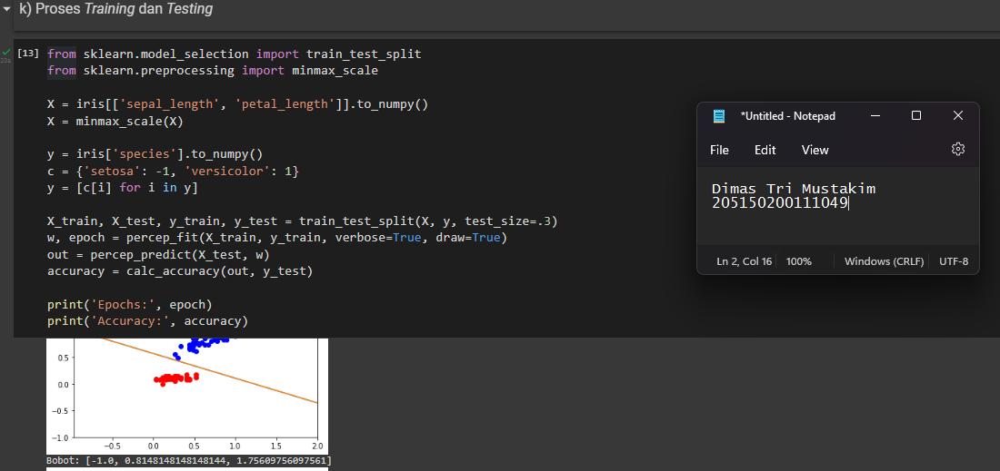 k) Proses Training dan Testing
[13] from sklearn.model_selection import train_test_split
from sklearn.preprocessing import minmax_scale
X = iris[['sepal_length', 'petal_length']].to_numpy()
X = minmax_scale(X)
y = iris['species'].to_numpy()
c = {'setosa': -1, 'versicolor': 1}
y = [c[i] for i in y]
X_train, X_test, y_train, y_test = train_test_split(X, y, test_size=.3)
w, epoch = percep_fit(X_train, y_train, verbose=True, draw=True)
out = percep_predict(X_test, w)
accuracy = calc_accuracy(out, y_test)
print('Epochs:', epoch)
print('Accuracy:', accuracy)
*Untitled - Notepad
File Edit View
Dimas Tri Mustakim
205150200111049
Ln 2, Col 16 100% Windows (CRLF) UTF-8
0.5
0.0
−0.5
−1.0
−0.5 0.0 0.5 1.0 1.5 2.0
Bobot: [-1.0, 0.8148148148148144, 1.75609756097561]